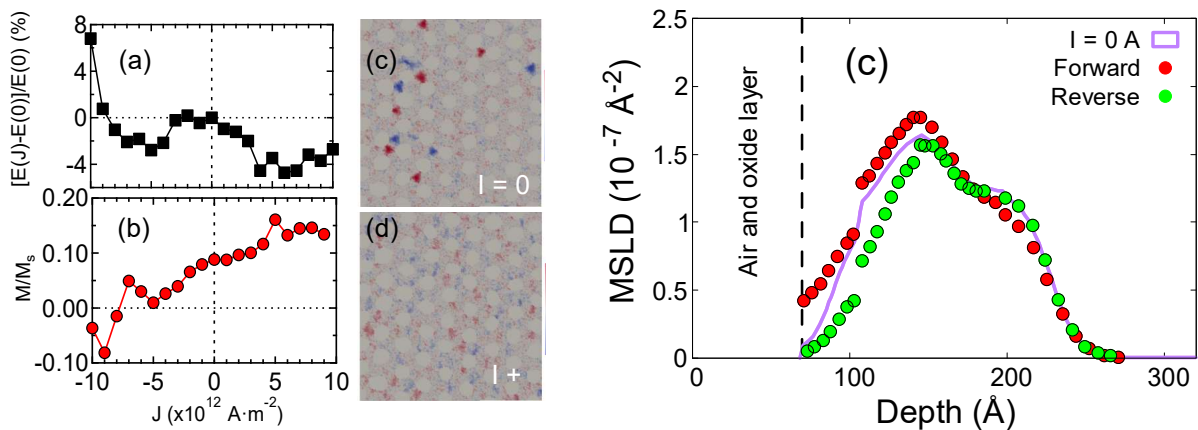 [E(J)-E(0)]/E(0) (%)
8
4
0
-4
(a)
M/Mₛ
0.20
0.10
0.00
-0.10
(b)
-10
-5
0
5
10
J (x10¹² A·m⁻²)
(c)
I = 0
(d)
I +
MSLD (10 ⁻⁷ Å⁻²)
2.5
2
1.5
1
0.5
0
Air and oxide layer
(c)
I = 0 A
Forward
Reverse
0
100
200
300
Depth (Å)